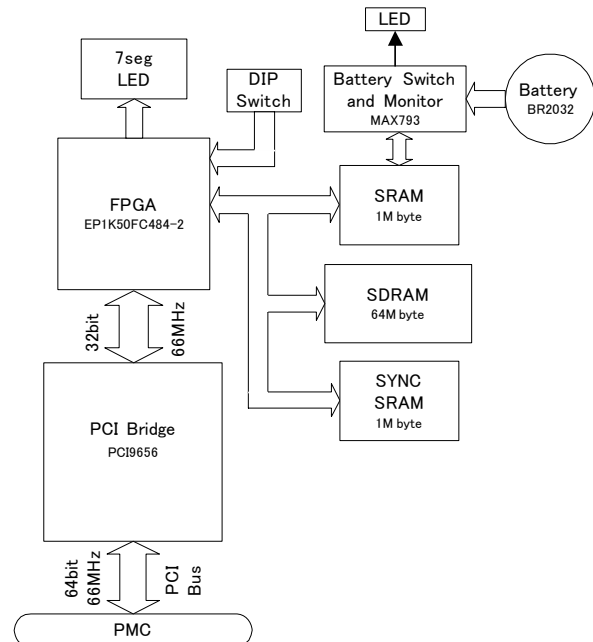 LED
7seg
LED
DIP
Switch
Battery Switch
and Monitor
MAX793
Battery
BR2032
FPGA
EP1K50FC484-2
SRAM
1M byte
SDRAM
64M byte
32bit
66MHz
SYNC
SRAM
1M byte
PCI Bridge
PCI9656
64bit
66MHz
PCI
Bus
PMC